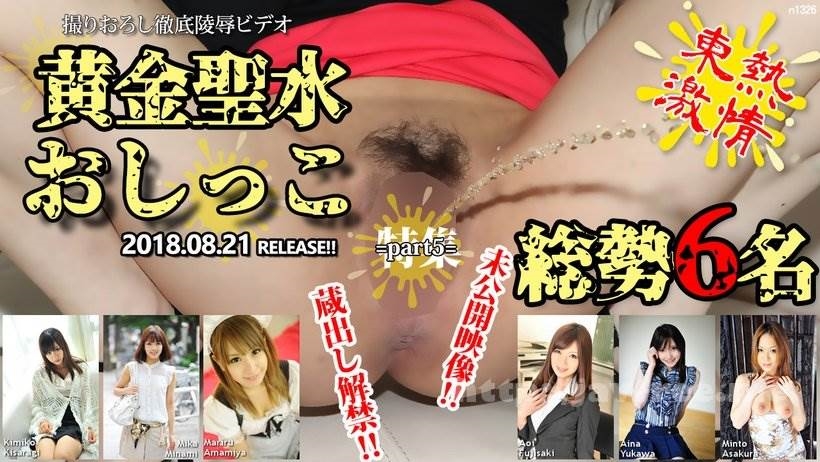 n1326
撮りおろし徹底陵辱ビデオ
黄金聖水
おしっこ
東熱
激情
2018.08.21 RELEASE!!
特集
=part5=
総勢6名
未公開映像!!
蔵出し解禁!!
Kimiko
Kisaragi
Mika
Minami
Mararu
Amamiya
Aoi
Fujisaki
Aina
Yukawa
Minto
Asakura